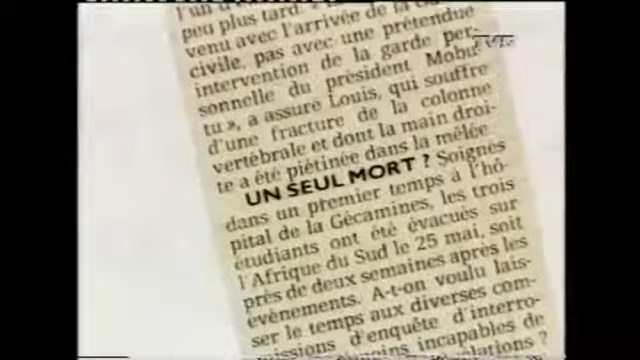 peu plus tard.
venu avec l'arrivée de la
civile, pas avec une prétendue
intervention de la garde per-
sonnelle du président Mobu-
tu », a assuré Louis, qui souffre
d'une fracture de la colonne
vertébrale et dont la main droi-
te a été piétinée dans la mêlée
UN SEUL MORT ? Soignés
dans un premier temps à l'hô-
pital de la Gécamines, les trois
étudiants ont été évacués sur
l'Afrique du Sud le 25 mai, soit
près de deux semaines après les
évènements. A-t-on voulu lais-
ser le temps aux diverses com-
missions d'enquête d'interro-
incapables de